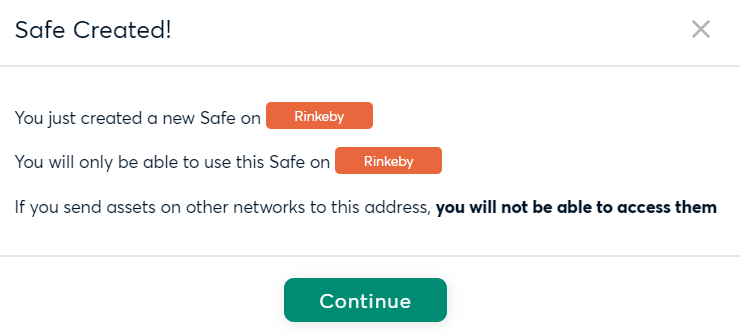 Safe Created!
You just created a new Safe on Rinkeby
You will only be able to use this Safe on Rinkeby
If you send assets on other networks to this address, you will not be able to access them
Continue